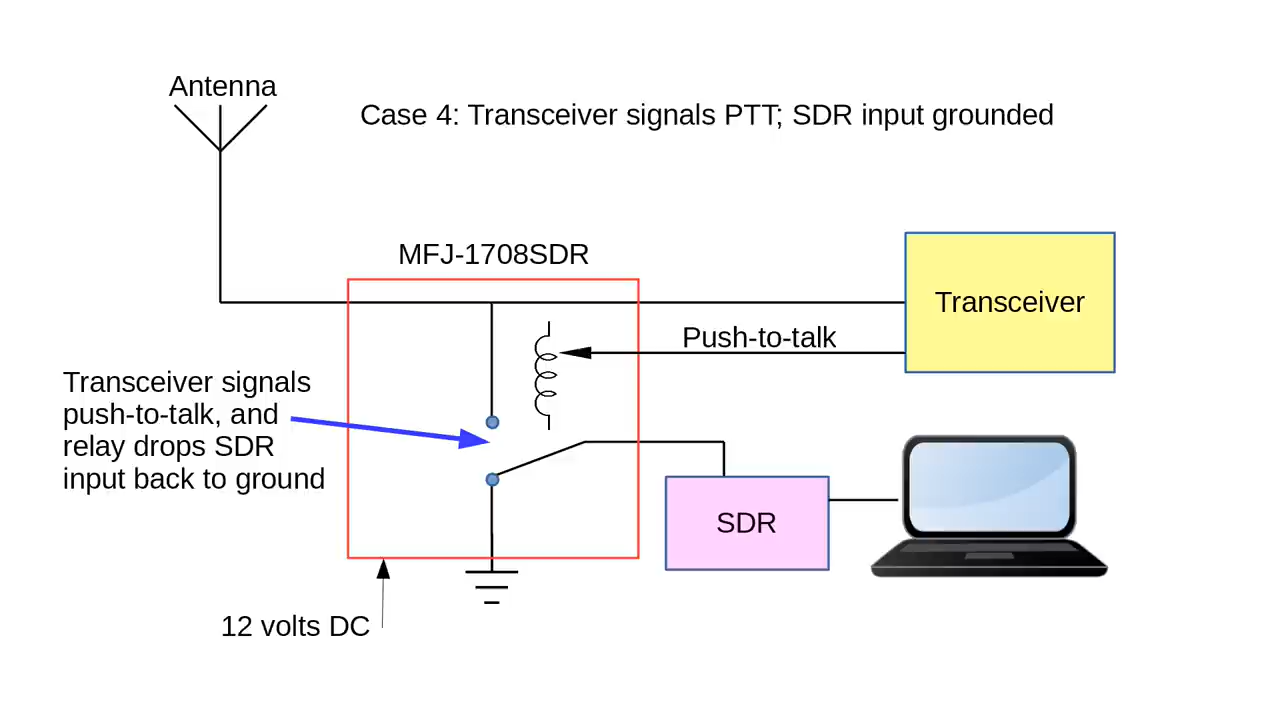 Antenna
Case 4: Transceiver signals PTT; SDR input grounded
MFJ-1708SDR
Transceiver
Push-to-talk
Transceiver signals
push-to-talk, and
relay drops SDR
input back to ground
SDR
12 volts DC